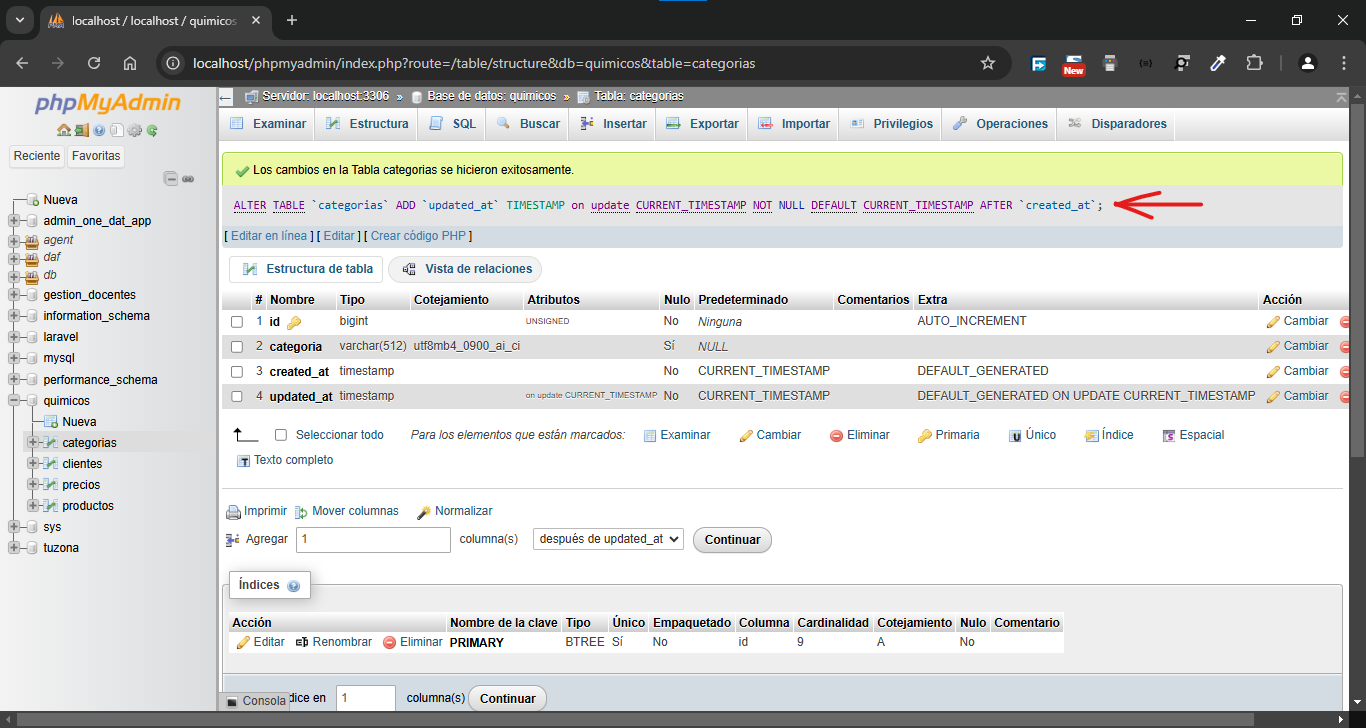 localhost / localhost / quimicos
localhost/phpmyadmin/index.php?route=/table/structure&db=quimicos&table=categorias
New
phpMyAdmin
Reciente Favoritas
Nueva
admin_one_dat_app
agent
daf
db
gestion_docentes
information_schema
laravel
mysql
performance_schema
quimicos
Nueva
categorias
clientes
precios
productos
sys
tuzona
Servidor: localhost:3306 » Base de datos: quimicos » Tabla: categorias
Examinar Estructura SQL Buscar Insertar Exportar Importar Privilegios Operaciones Disparadores
Los cambios en la Tabla categorias se hicieron exitosamente.
ALTER TABLE `categorias` ADD `updated_at` TIMESTAMP on update CURRENT_TIMESTAMP NOT NULL DEFAULT CURRENT_TIMESTAMP AFTER `created_at`;
[ Editar en línea ] [ Editar ] [ Crear código PHP ]
Estructura de tabla Vista de relaciones
# Nombre Tipo Cotejamiento Atributos Nulo Predeterminado Comentarios Extra Acción
1 id bigint UNSIGNED No Ninguna AUTO_INCREMENT Cambiar
2 categoria varchar(512) utf8mb4_0900_ai_ci Sí NULL Cambiar
3 created_at timestamp No CURRENT_TIMESTAMP DEFAULT_GENERATED Cambiar
4 updated_at timestamp on update CURRENT_TIMESTAMP No CURRENT_TIMESTAMP DEFAULT_GENERATED ON UPDATE CURRENT_TIMESTAMP Cambiar
Seleccionar todo Para los elementos que están marcados: Examinar Cambiar Eliminar Primaria Único Índice Espacial
Texto completo
Imprimir Mover columnas Normalizar
Agregar 1 columna(s) después de updated_at Continuar
Índices
Acción Nombre de la clave Tipo Único Empaquetado Columna Cardinalidad Cotejamiento Nulo Comentario
Editar Renombrar Eliminar PRIMARY BTREE Sí No id 9 A No
Consola dice en 1 columna(s) Continuar